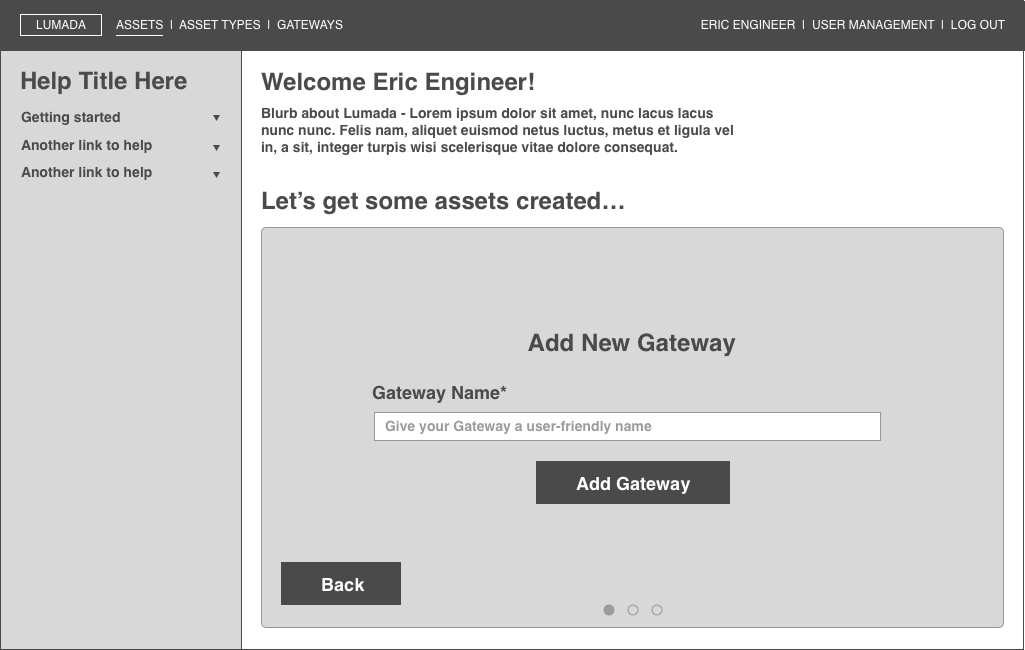 LUMADA ASSETS | ASSET TYPES | GATEWAYS ERIC ENGINEER | USER MANAGEMENT | LOG OUT
Help Title Here
Getting started
Another link to help
Another link to help
Welcome Eric Engineer!
Blurb about Lumada - Lorem ipsum dolor sit amet, nunc lacus lacus
nunc nunc. Felis nam, aliquet euismod netus luctus, metus et ligula vel
in, a sit, integer turpis wisi scelerisque vitae dolore consequat.
Let’s get some assets created…
Add New Gateway
Gateway Name*
Give your Gateway a user-friendly name
Add Gateway
Back